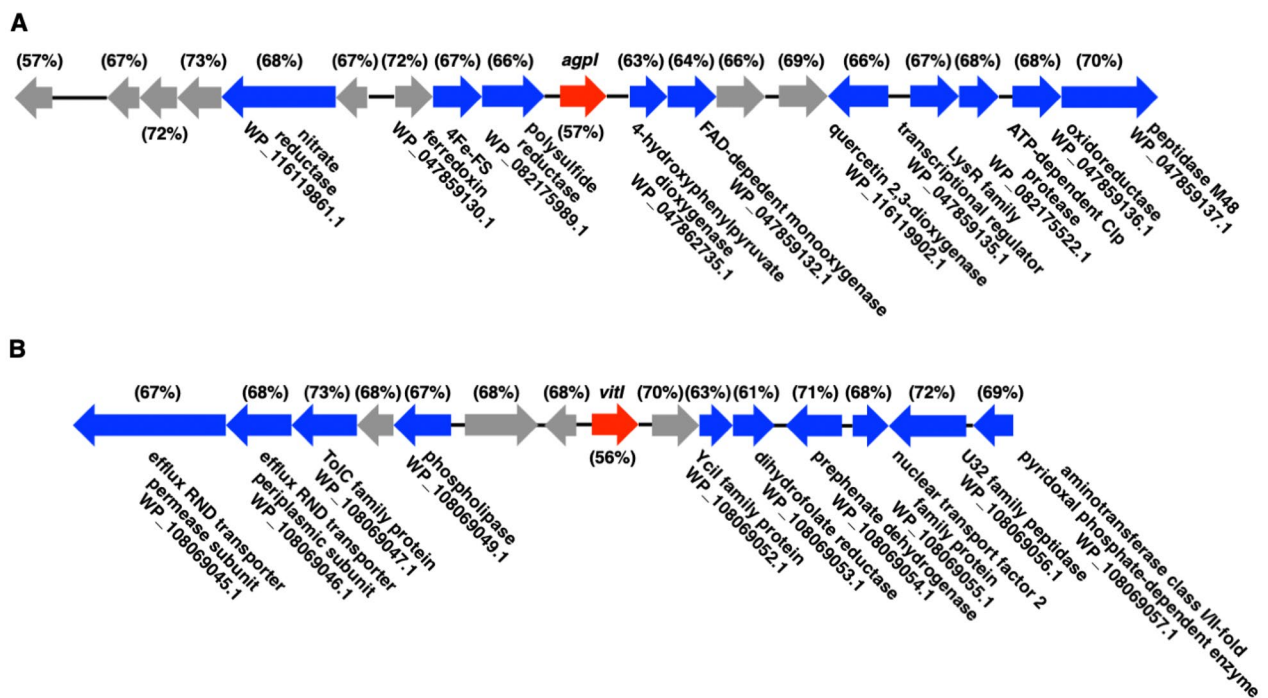 A
(57%) (67%) (73%) (68%) (67%) (72%) (67%) (66%) agpI (63%) (64%) (66%) (69%) (66%) (67%) (68%) (68%) (70%)
(72%) (57%)
nitrate
reductase
WP_116119861.1
ferredoxin
WP_047859130.1
4Fe-FS
WP_082175989.1
polysulfide
reductase
4-hydroxyphenylpyruvate
dioxygenase
WP_047862735.1
FAD-depedent monooxygenase
WP_047859132.1
quercetin 2,3-dioxygenase
WP_116119902.1
transcriptional regulator
WP_047859135.1
LysR family
WP_082175522.1
protease
ATP-dependent Clp
WP_047859136.1
oxidoreductase
WP_047859137.1
peptidase M48
B
(67%) (68%) (73%) (68%) (67%) (68%) (68%) vitI (70%) (63%) (61%) (71%) (68%) (72%) (69%)
(56%)
efflux RND transporter
permease subunit
WP_108069045.1
efflux RND transporter
periplasmic subunit
WP_108069046.1
TolC family protein
WP_108069047.1
phospholipase
WP_108069049.1
YciI family protein
WP_108069052.1
dihydrofolate reductase
WP_108069053.1
prephenate dehydrogenase
WP_108069054.1
nuclear transport factor 2
family protein
WP_108069055.1
U32 family peptidase
WP_108069056.1
aminotransferase class I/II-fold
pyridoxal phosphate-dependent enzyme
WP_108069057.1